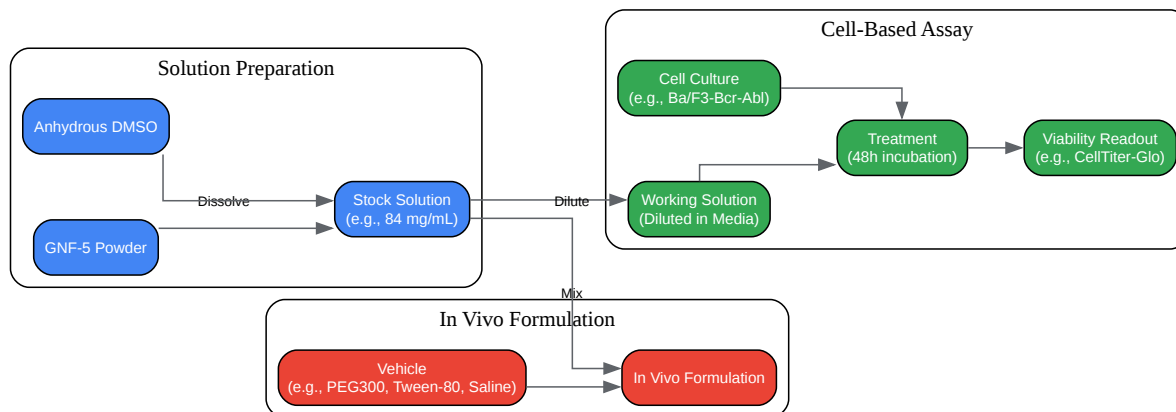 Solution Preparation
Anhydrous DMSO
GNF-5 Powder
Dissolve
Stock Solution
(e.g., 84 mg/mL)
Dilute
Mix
Cell-Based Assay
Cell Culture
(e.g., Ba/F3-Bcr-Abl)
Working Solution
(Diluted in Media)
Treatment
(48h incubation)
Viability Readout
(e.g., CellTiter-Glo)
In Vivo Formulation
Vehicle
(e.g., PEG300, Tween-80, Saline)
In Vivo Formulation